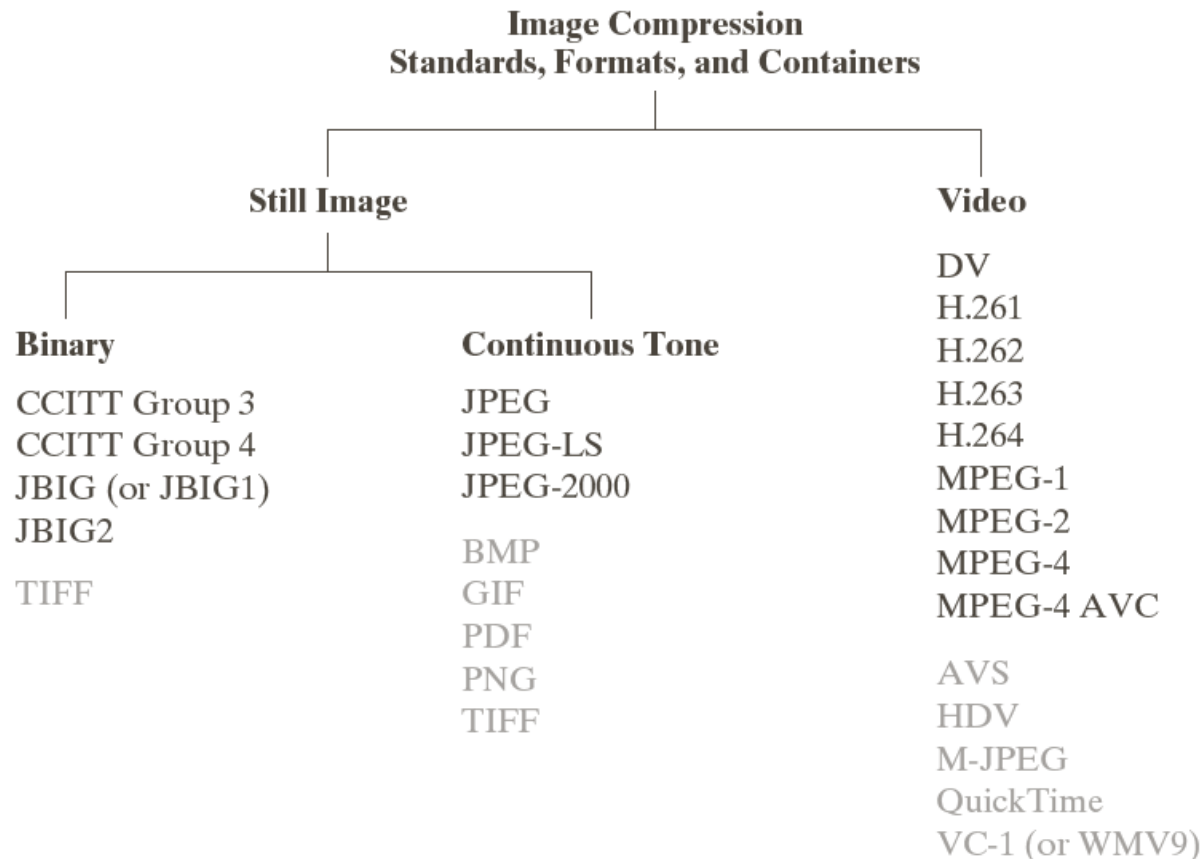 Image Compression
Standards, Formats, and Containers
Still Image
Binary
CCITT Group 3
CCITT Group 4
JBIG (or JBIG1)
JBIG2
TIFF
Continuous Tone
JPEG
JPEG-LS
JPEG-2000
BMP
GIF
PDF
PNG
TIFF
Video
DV
H.261
H.262
H.263
H.264
MPEG-1
MPEG-2
MPEG-4
MPEG-4 AVC
AVS
HDV
M-JPEG
QuickTime
VC-1 (or WMV9)